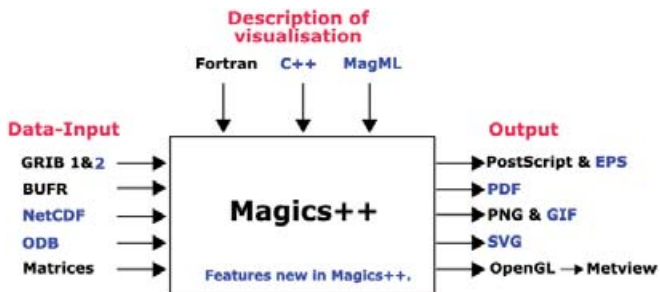 Description of
visualisation
Fortran C++ MagML
Data-Input
Output
GRIB 1&2
BUFR
NetCDF
ODB
Matrices
Magics++
Features new in Magics++.
PostScript & EPS
PDF
PNG & GIF
SVG
OpenGL → Metview